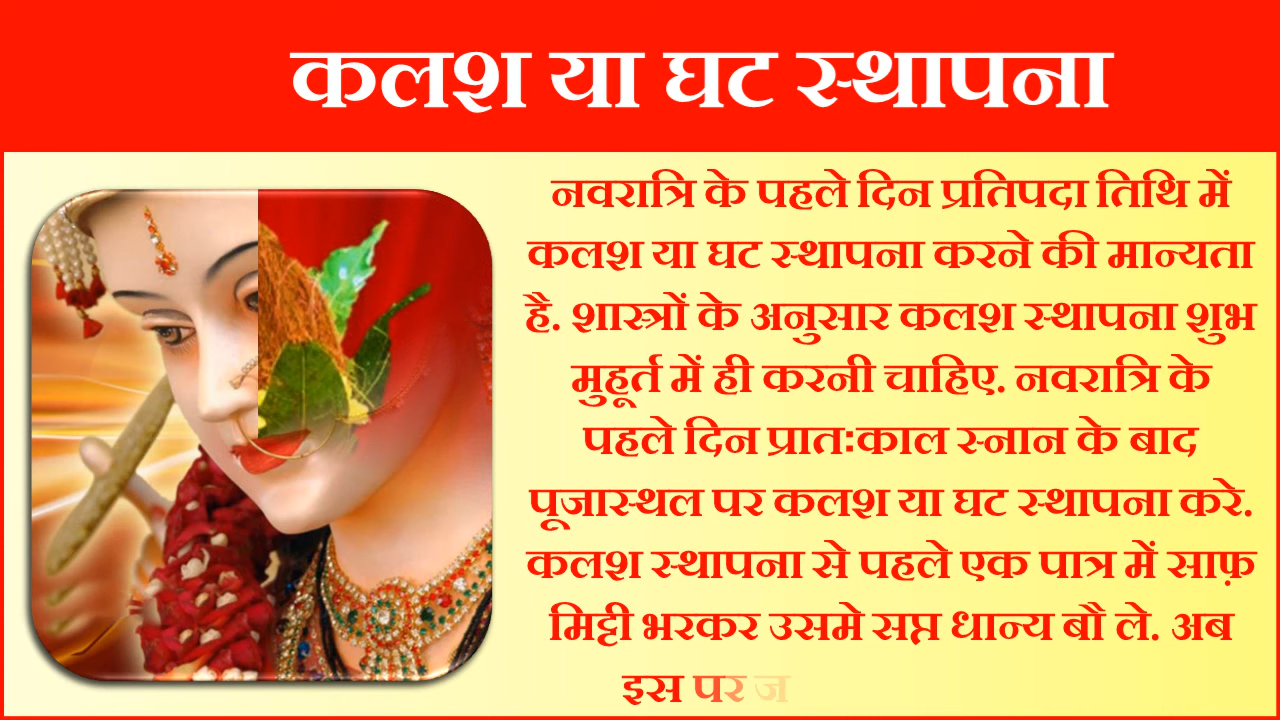 कलश या घट स्थापना
नवरात्रि के पहले दिन प्रतिपदा तिथि में
कलश या घट स्थापना करने की मान्यता
है. शास्त्रों के अनुसार कलश स्थापना शुभ
मुहूर्त में ही करनी चाहिए. नवरात्रि के
पहले दिन प्रातःकाल स्नान के बाद
पूजास्थल पर कलश या घट स्थापना करे.
कलश स्थापना से पहले एक पात्र में साफ़
मिट्टी भरकर उसमे सप्त धान्य बौ ले. अब
इस पर ज